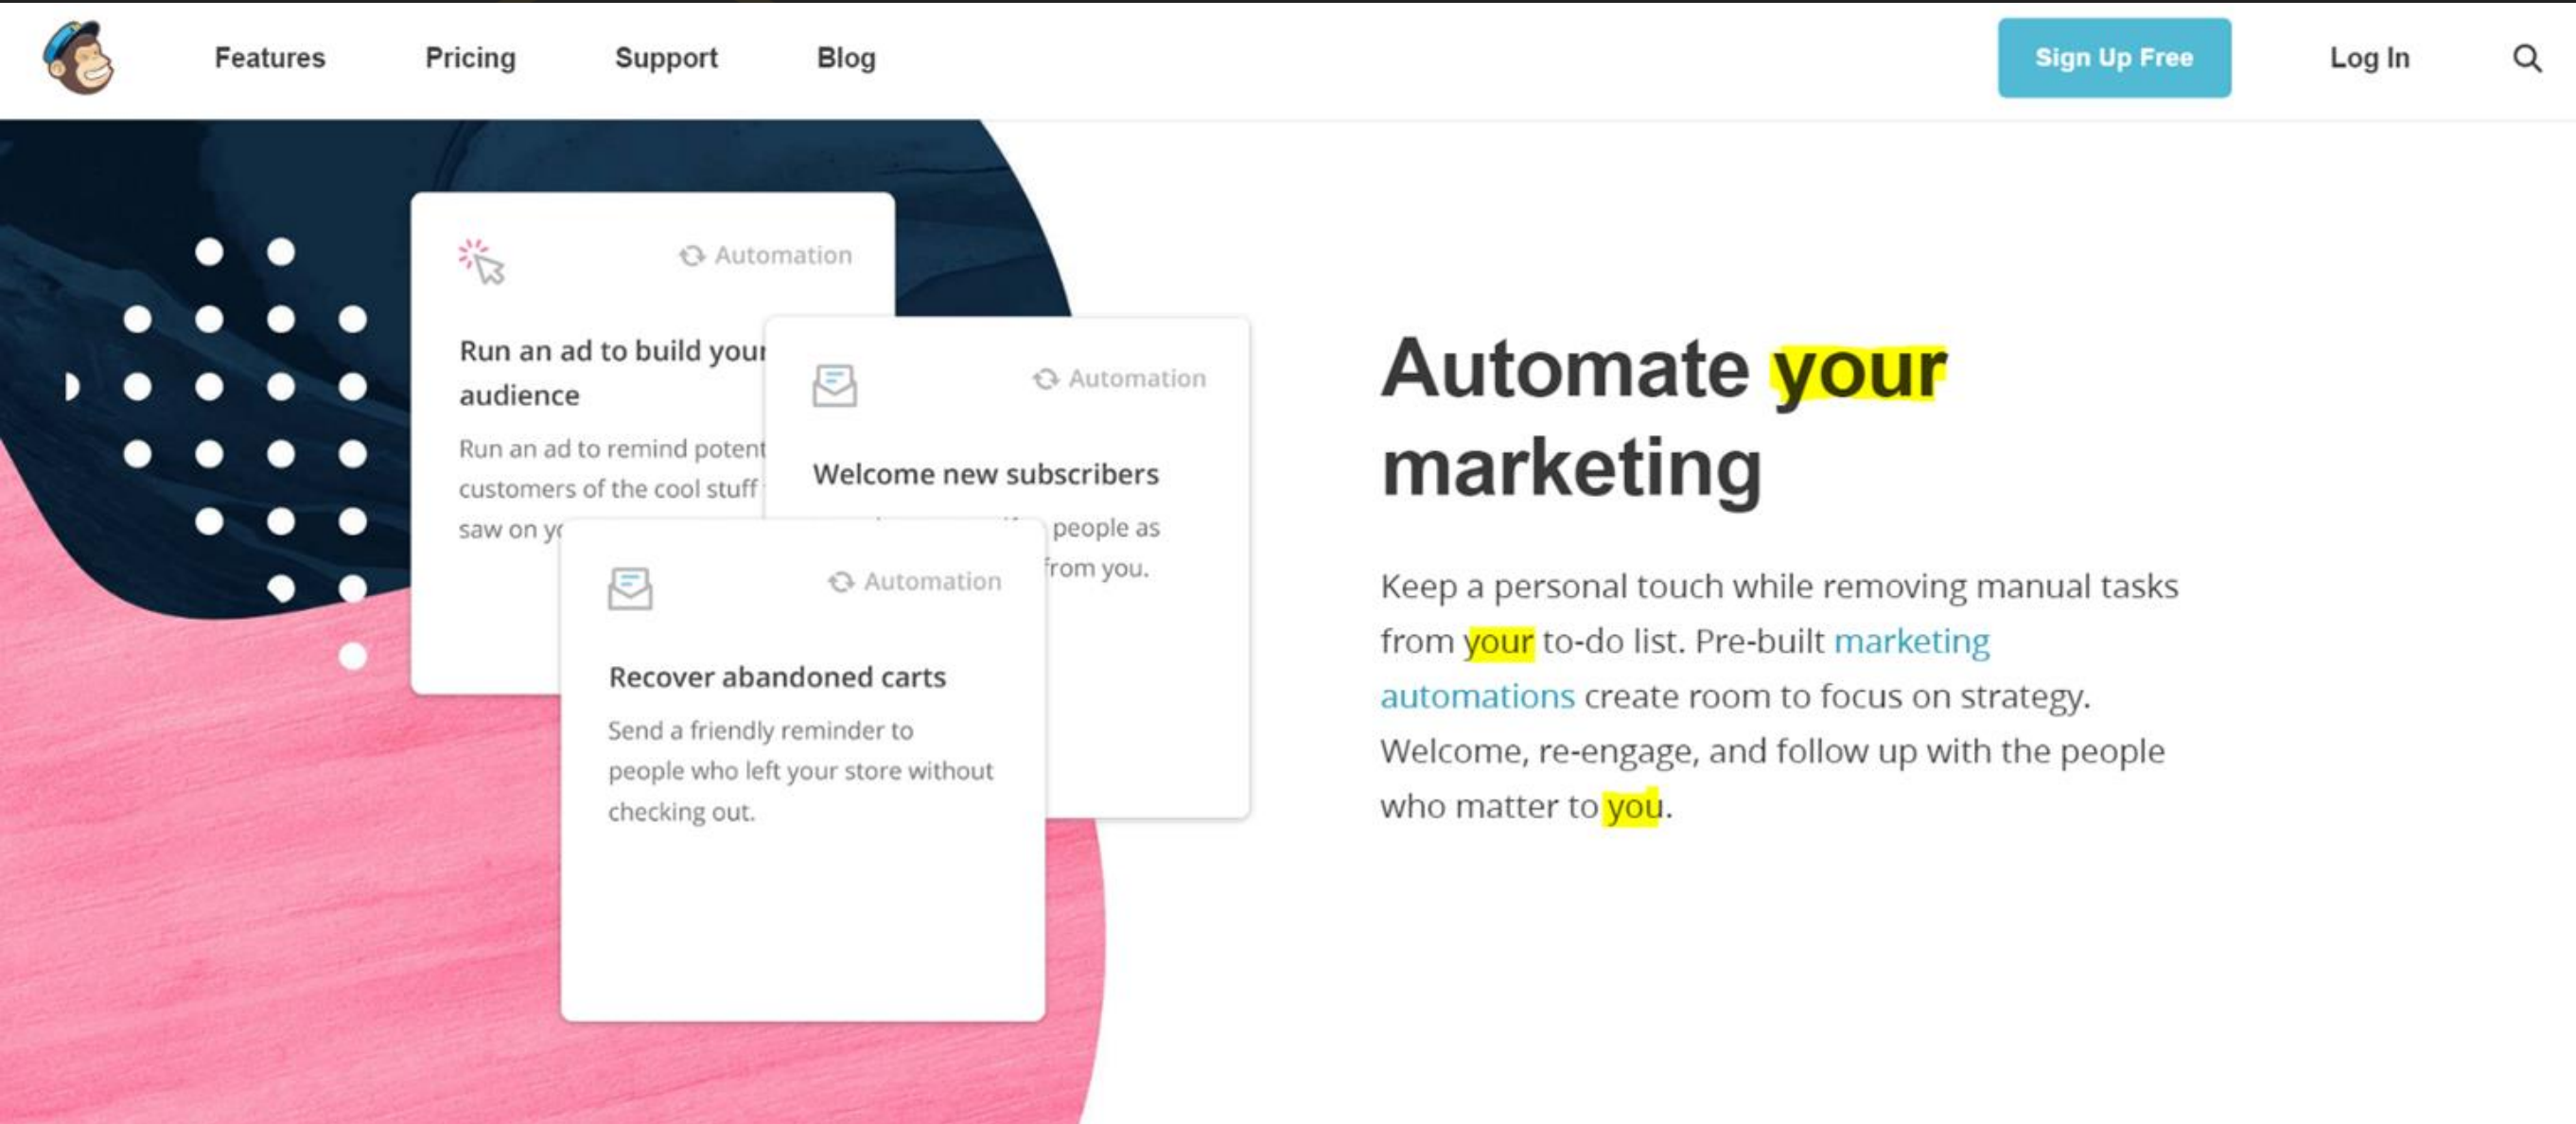 Features Pricing Support Blog Sign Up Free Log In
Automation
Run an ad to build your
audience
Run an ad to remind
customers of the cool stuff
saw on
Automation
Welcome new subscribers
people as
from you.
Automation
Recover abandoned carts
Send a friendly reminder to
people who left your store without
checking out.
Automate your
marketing
Keep a personal touch while removing manual tasks
from your to-do list. Pre-built marketing
automations create room to focus on strategy.
Welcome, re-engage, and follow up with the people
who matter to you.